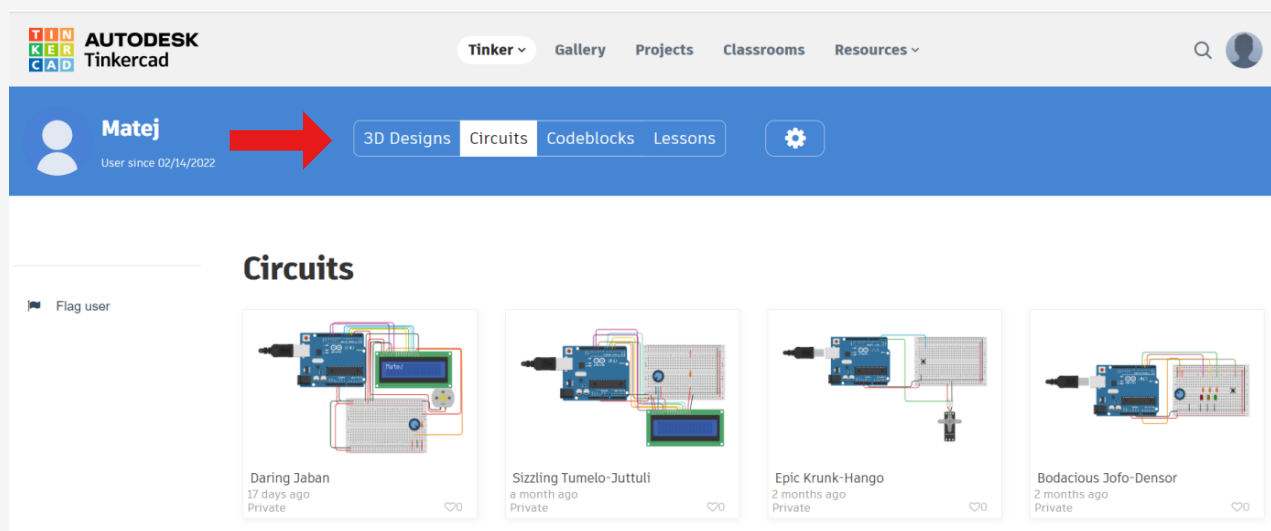 TIN
KER
CAD
AUTODESK
Tinkercad
Tinker
Gallery
Projects
Classrooms
Resources
Matej
User since 02/14/2022
3D Designs
Circuits
Codeblocks
Lessons
Flag user
Circuits
Matej
Daring Jaban
17 days ago
Private
0
Sizzling Tumelo-Juttuli
a month ago
Private
0
Epic Krunk-Hango
2 months ago
Private
0
Bodacious Jofo-Densor
2 months ago
Private
0